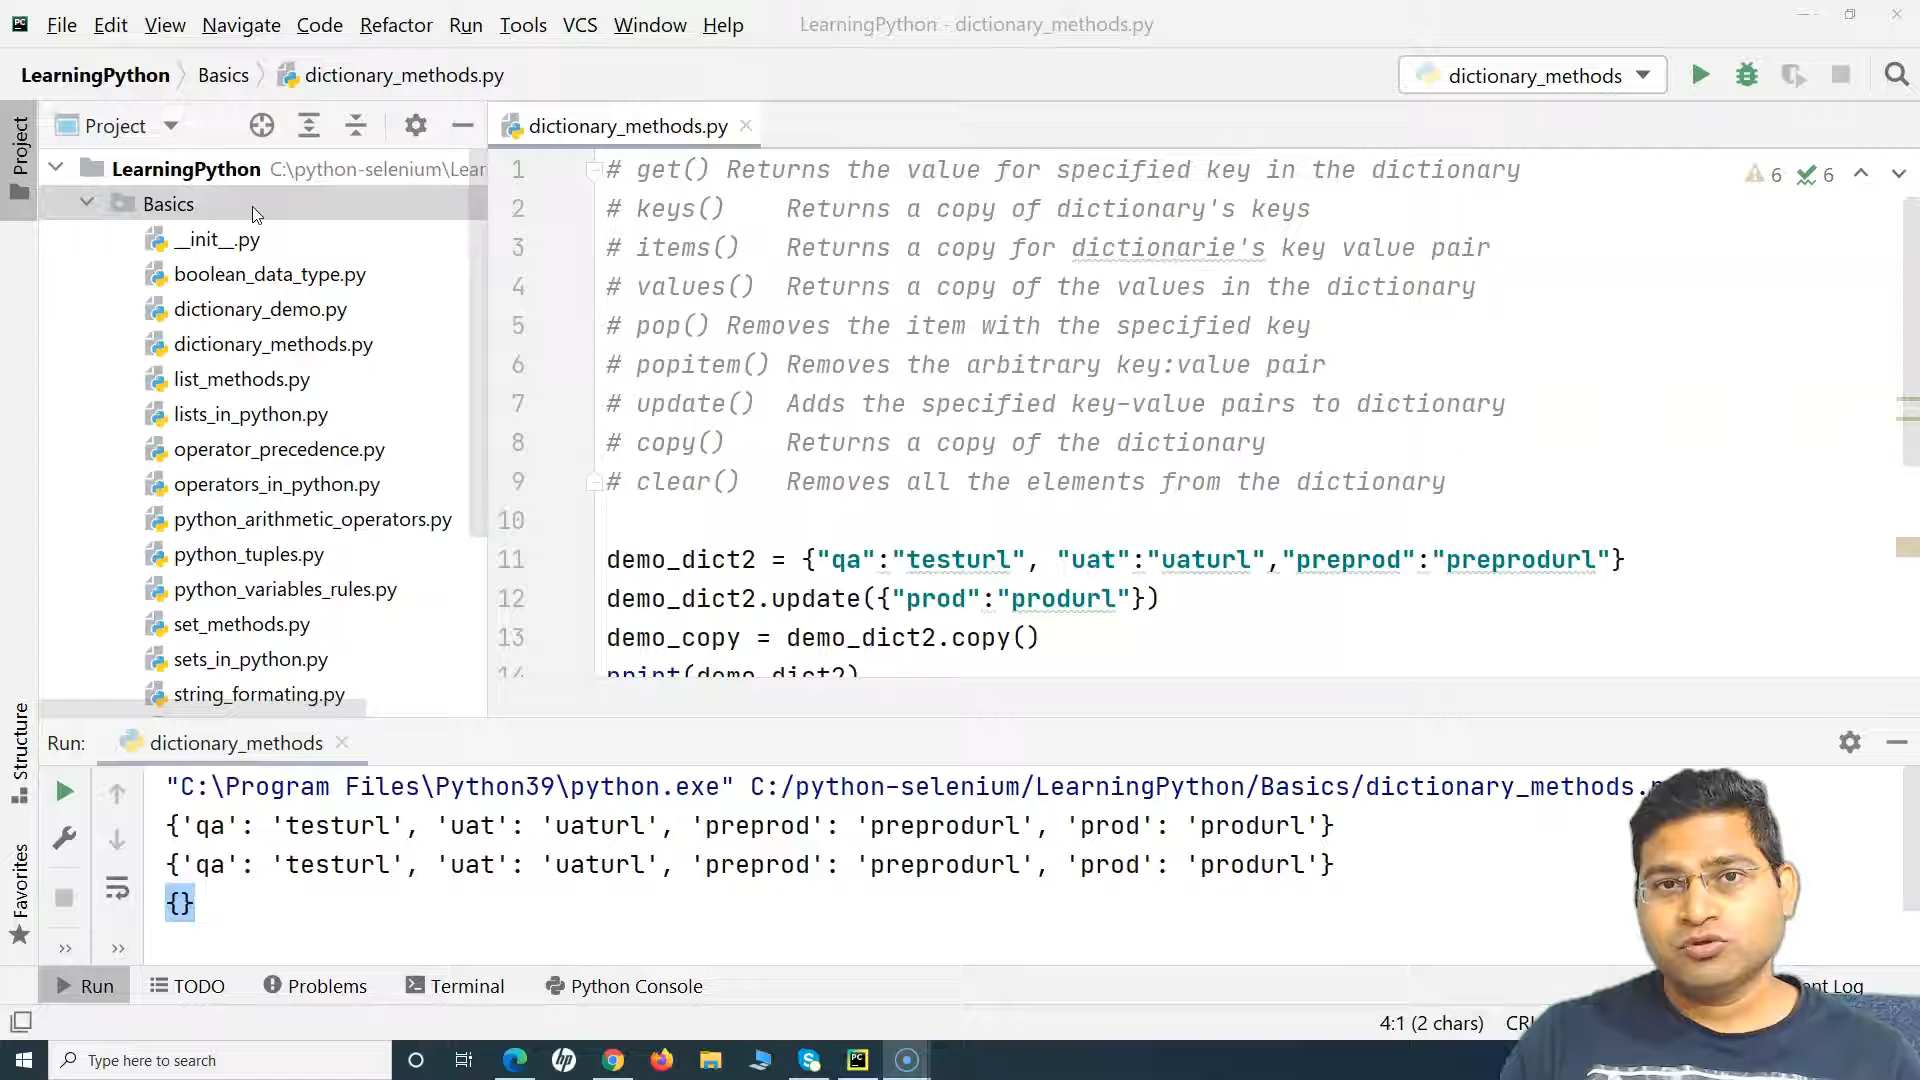 File Edit View Navigate Code Refactor Run Tools VCS Window Help LearningPython - dictionary_methods.py
LearningPython Basics dictionary_methods.py dictionary_methods
Project dictionary_methods.py
LearningPython C:\python-selenium\Lear
Basics
__init__.py
boolean_data_type.py
dictionary_demo.py
dictionary_methods.py
list_methods.py
lists_in_python.py
operator_precedence.py
operators_in_python.py
python_arithmetic_operators.py
python_tuples.py
python_variables_rules.py
set_methods.py
sets_in_python.py
string_formating.py
Project
Structure
Favorites
6 6
1 # get() Returns the value for specified key in the dictionary
2 # keys() Returns a copy of dictionary's keys
3 # items() Returns a copy for dictionarie's key value pair
4 # values() Returns a copy of the values in the dictionary
5 # pop() Removes the item with the specified key
6 # popitem() Removes the arbitrary key:value pair
7 # update() Adds the specified key-value pairs to dictionary
8 # copy() Returns a copy of the dictionary
9 # clear() Removes all the elements from the dictionary
10
11 demo_dict2 = {"qa":"testurl", "uat":"uaturl","preprod":"preprodurl"}
12 demo_dict2.update({"prod":"produrl"})
13 demo_copy = demo_dict2.copy()
14 print(demo_dict2)
Run: dictionary_methods
"C:\Program Files\Python39\python.exe" C:/python-selenium/LearningPython/Basics/dictionary_methods.
{'qa': 'testurl', 'uat': 'uaturl', 'preprod': 'preprodurl', 'prod': 'produrl'}
{'qa': 'testurl', 'uat': 'uaturl', 'preprod': 'preprodurl', 'prod': 'produrl'}
{}
Run TODO Problems Terminal Python Console nt Log
4:1 (2 chars) CRL
Type here to search